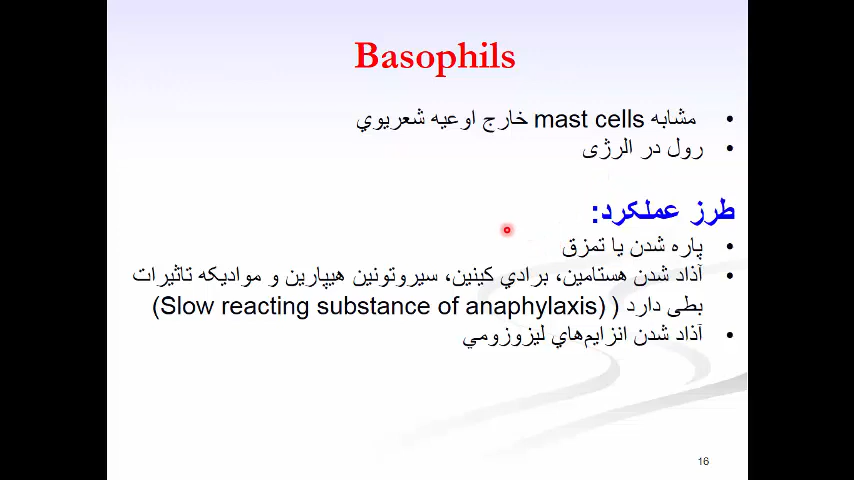 Basophils
• مشابه mast cells خارج اوعیه شعریوي
• رول در الرژی
طرز عملکرد:
• پاره شدن یا تمزق
• آذاد شدن هستامین، برادي کینین، سیروتونین هیپارین و موادیکه تاثیرات
بطی دارد ( (Slow reacting substance of anaphylaxis)
• آذاد شدن انزایم‌هاي لیزوزومي
16